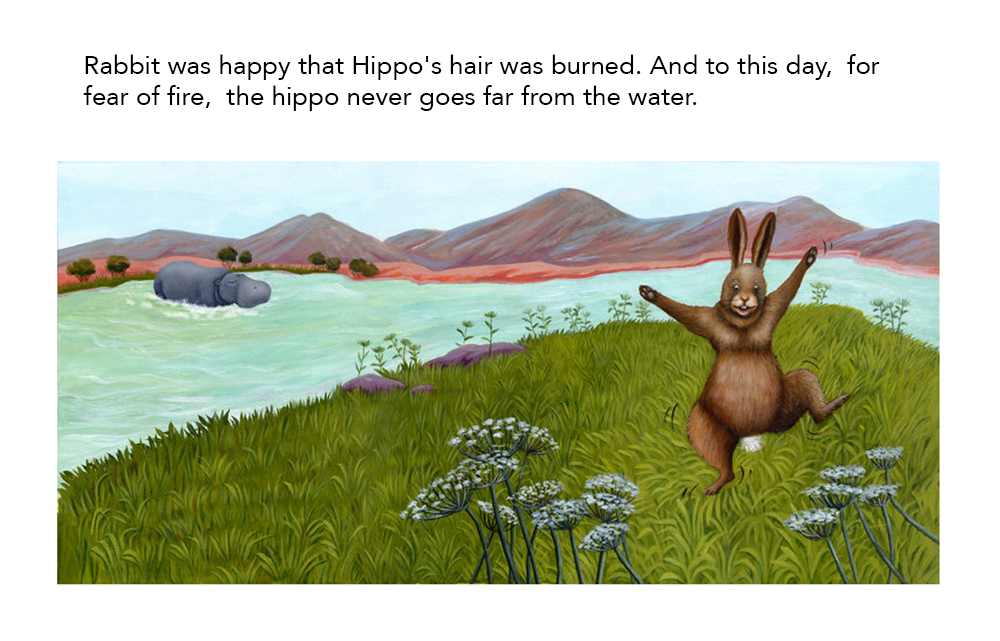 Rabbit was happy that Hippo's hair was burned. And to this day,  for
fear of fire,  the hippo never goes far from the water.